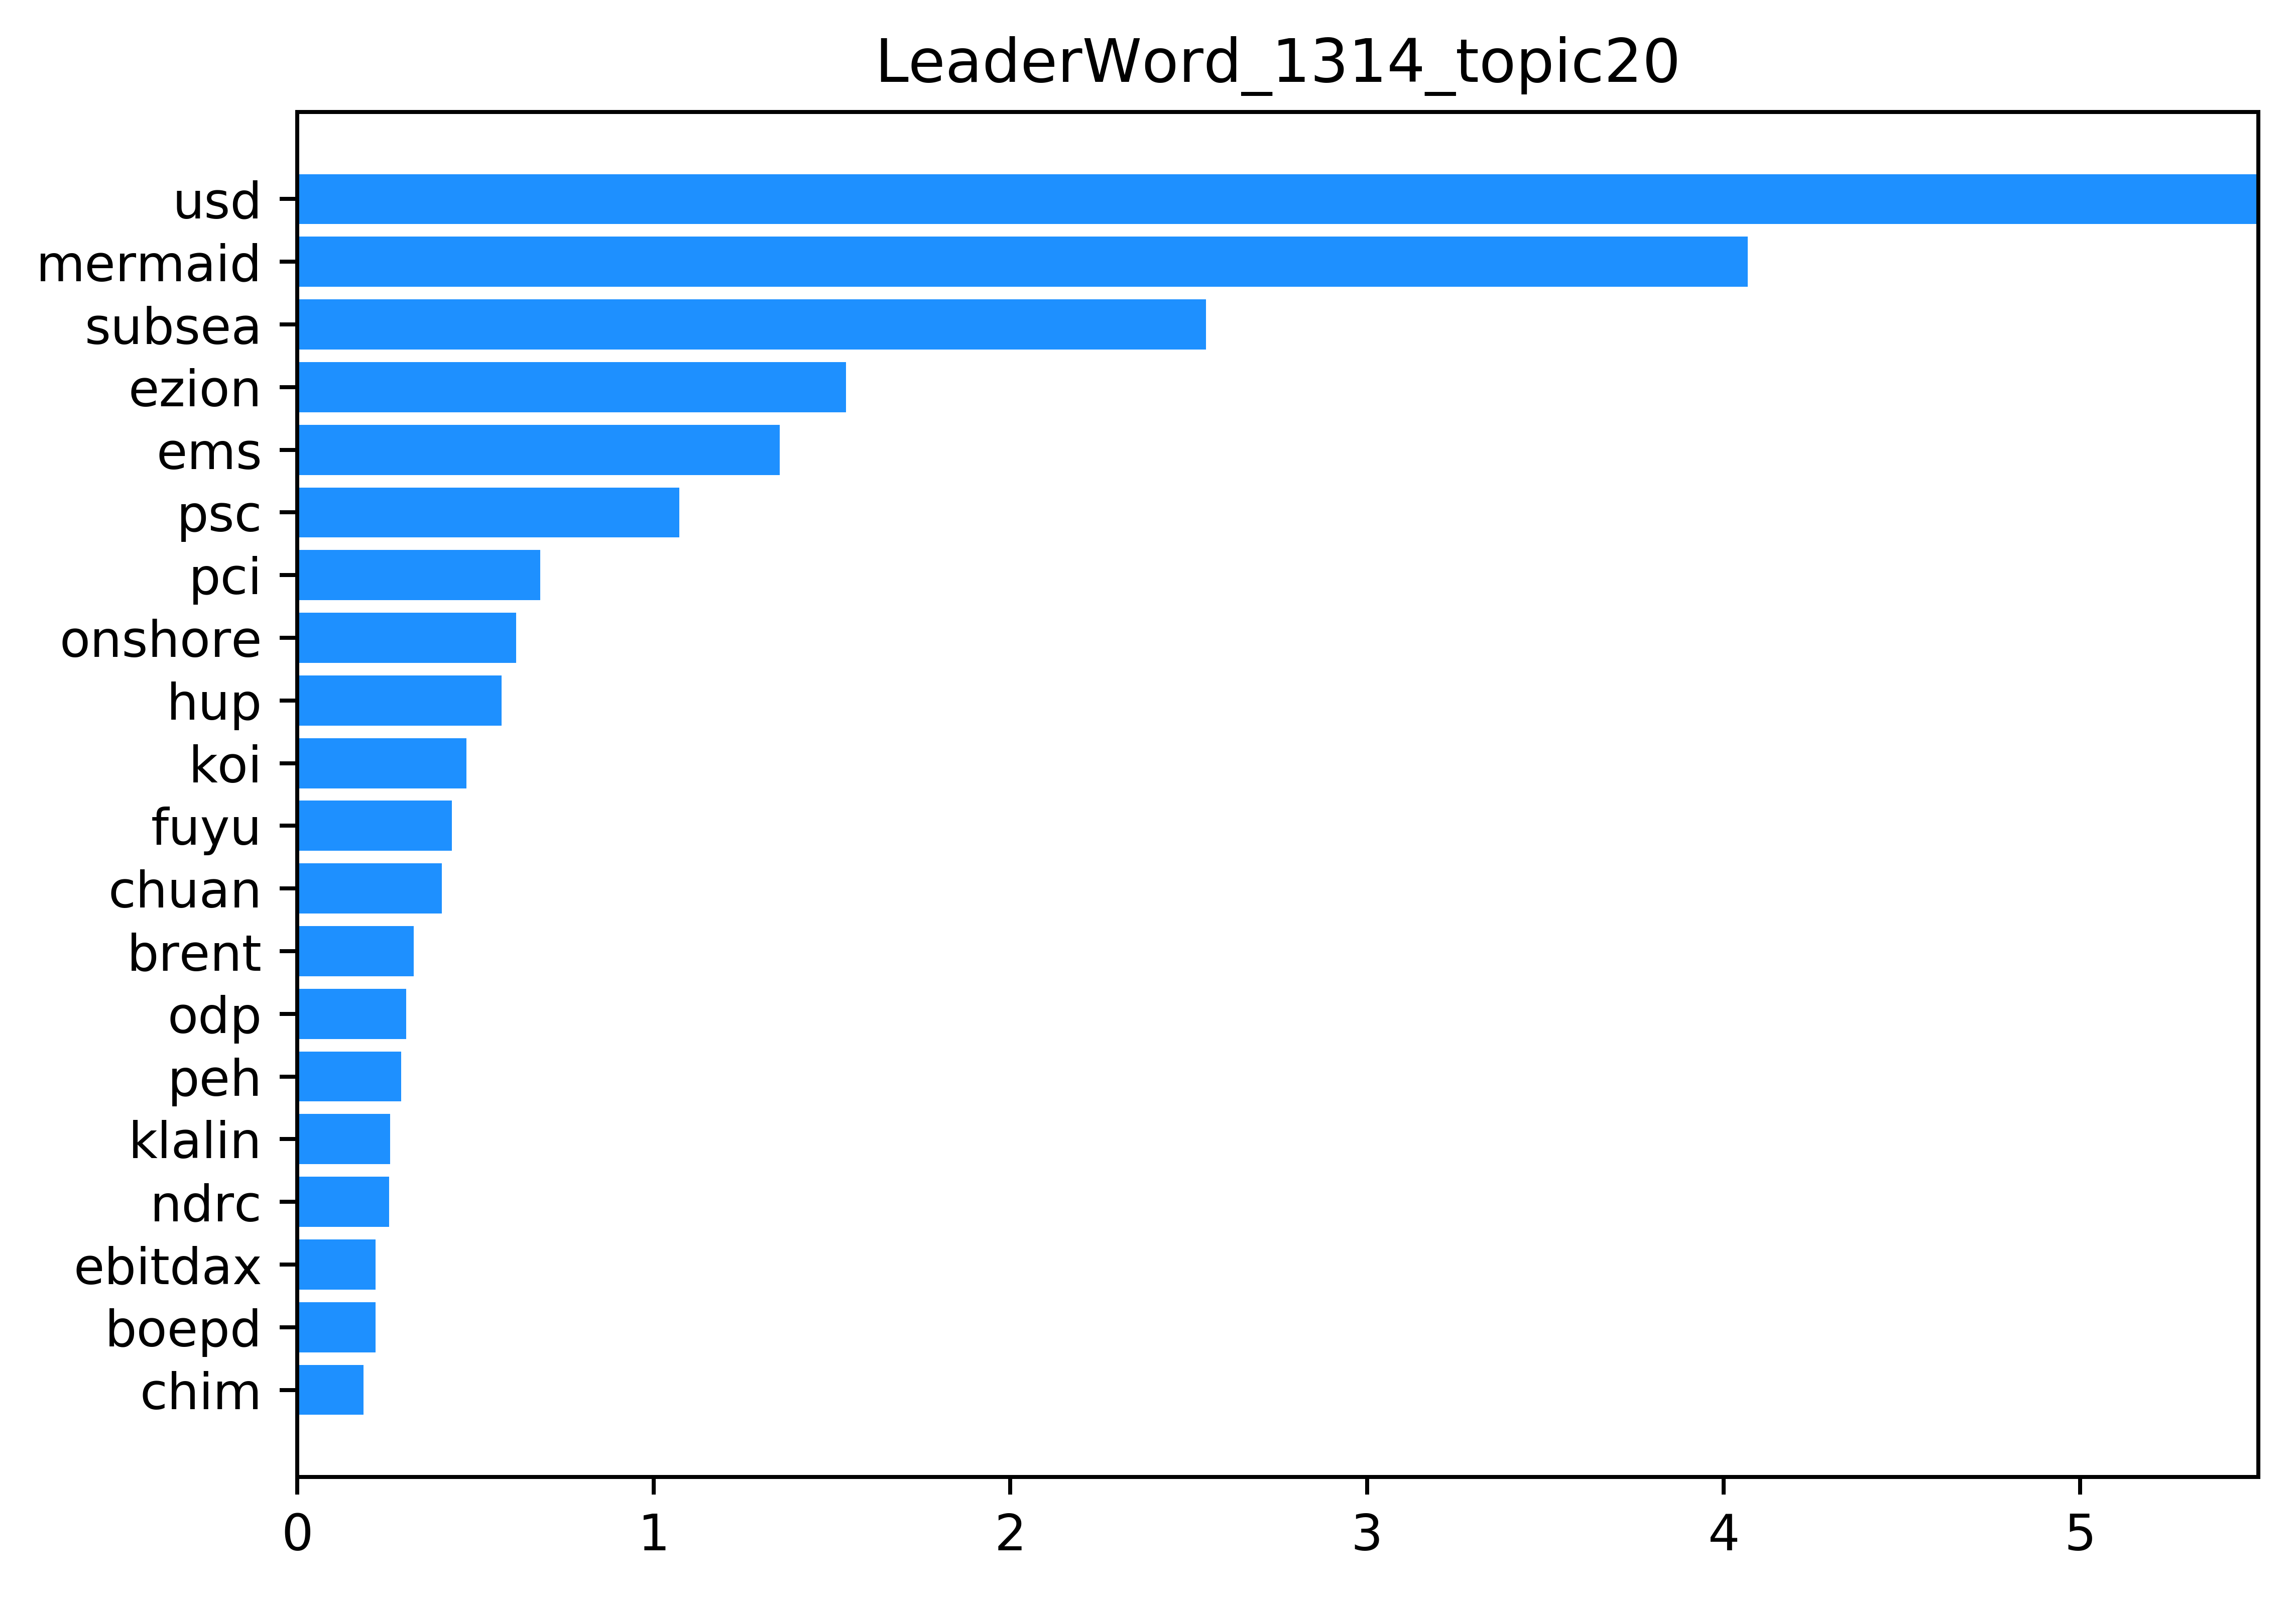 LeaderWord_1314_topic20
usd
mermaid
subsea
ezion
ems
psc
pci
onshore
hup
koi
fuyu
chuan
brent
odp
peh
klalin
ndrc
ebitdax
boepd
chim
0 1 2 3 4 5